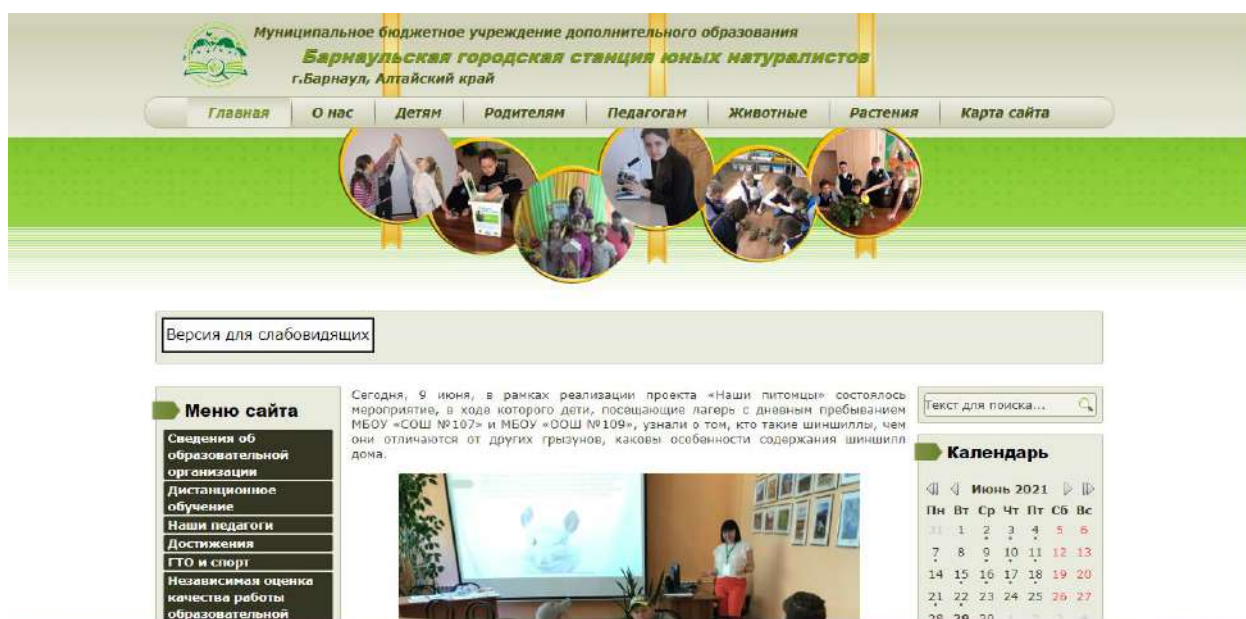 Муниципальное бюджетное учреждение дополнительного образования
Барнаульская городская станция юных натуралистов
г.Барнаул, Алтайский край
Главная О нас Детям Родителям Педагогам Животные Растения Карта сайта
Версия для слабовидящих
Меню сайта
Сведения об
образовательной
организации
Дистанционное
обучение
Наши педагоги
Достижения
ГТО и спорт
Независимая оценка
качества работы
образовательной
Сегодня, 9 июня, в рамках реализации проекта «Наши питомцы» состоялось
мероприятие, в ходе которого дети, посещающие лагерь с дневным пребыванием
МБОУ «СОШ №107» и МБОУ «ООШ №109», узнали о том, кто такие шиншиллы, чем
они отличаются от других грызунов, каковы особенности содержания шиншилл
дома.
Текст для поиска...
Календарь
Июнь 2021
Пн Вт Ср Чт Пт Сб Вс
31 1 2 3 4 5 6
7 8 9 10 11 12 13
14 15 16 17 18 19 20
21 22 23 24 25 26 27
28 29 30